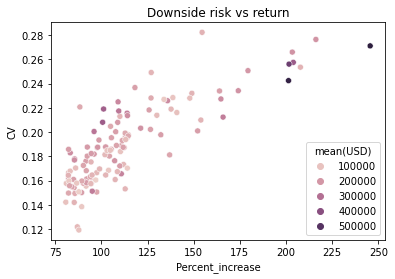 Downside risk vs return
CV
0.28
0.26
0.24
0.22
0.20
0.18
0.16
0.14
0.12
mean(USD)
100000
200000
300000
400000
500000
75 100 125 150 175 200 225 250
Percent_increase